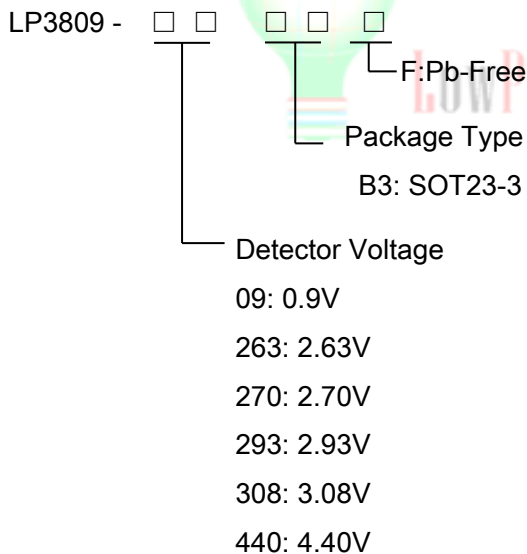 LP3809 - □ □ □ □ □
F:Pb-Free
LowP
Package Type
B3: SOT23-3
Detector Voltage
09: 0.9V
263: 2.63V
270: 2.70V
293: 2.93V
308: 3.08V
440: 4.40V